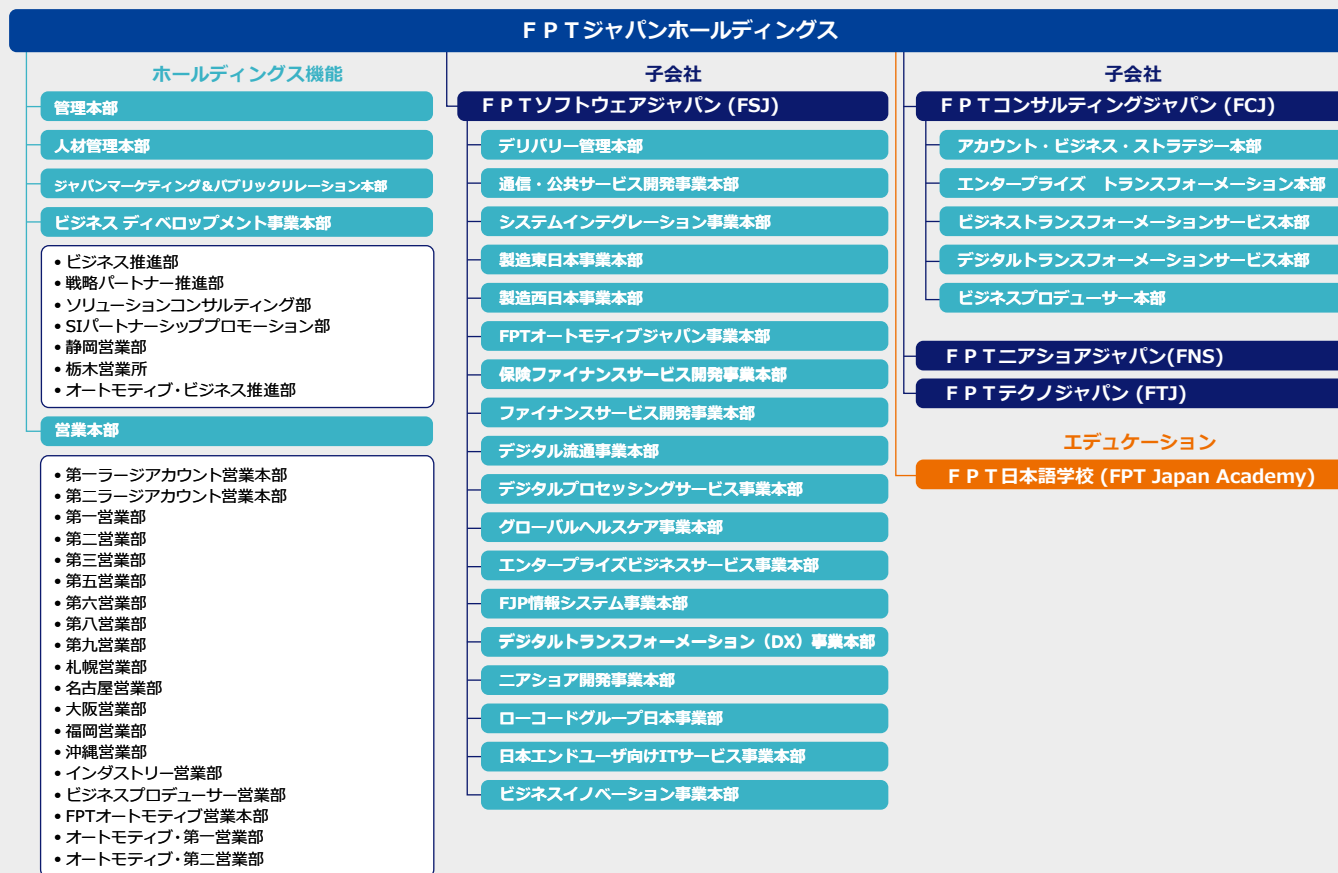 ＦＰＴジャパンホールディングス
ホールディングス機能
管理本部
人材管理本部
ジャパンマーケティング&パブリックリレーション本部
ビジネス ディベロップメント事業本部
• ビジネス推進部
• 戦略パートナー推進部
• ソリューションコンサルティング部
• SIパートナーシッププロモーション部
• 静岡営業部
• 栃木営業所
• オートモティブ・ビジネス推進部
営業本部
• 第一ラージアカウント営業本部
• 第二ラージアカウント営業本部
• 第一営業部
• 第二営業部
• 第三営業部
• 第五営業部
• 第六営業部
• 第八営業部
• 第九営業部
• 札幌営業部
• 名古屋営業部
• 大阪営業部
• 福岡営業部
• 沖縄営業部
• インダストリー営業部
• ビジネスプロデューサー営業部
• FPTオートモティブ営業本部
• オートモティブ・第一営業部
• オートモティブ・第二営業部
子会社
ＦＰＴソフトウェアジャパン (FSJ)
デリバリー管理本部
通信・公共サービス開発事業本部
システムインテグレーション事業本部
製造東日本事業本部
製造西日本事業本部
FPTオートモティブジャパン事業本部
保険ファイナンスサービス開発事業本部
ファイナンスサービス開発事業本部
デジタル流通事業本部
デジタルプロセッシングサービス事業本部
グローバルヘルスケア事業本部
エンタープライズビジネスサービス事業本部
FJP情報システム事業本部
デジタルトランスフォーメーション（DX）事業本部
ニアショア開発事業本部
ローコードグループ日本事業部
日本エンドユーザ向けITサービス事業本部
ビジネスイノベーション事業本部
子会社
ＦＰＴコンサルティングジャパン (FCJ)
アカウント・ビジネス・ストラテジー本部
エンタープライズ　トランスフォーメーション本部
ビジネストランスフォーメーションサービス本部
デジタルトランスフォーメーションサービス本部
ビジネスプロデューサー本部
ＦＰＴニアショアジャパン(FNS)
ＦＰＴテクノジャパン (FTJ)
エデュケーション
ＦＰＴ日本語学校 (FPT Japan Academy)